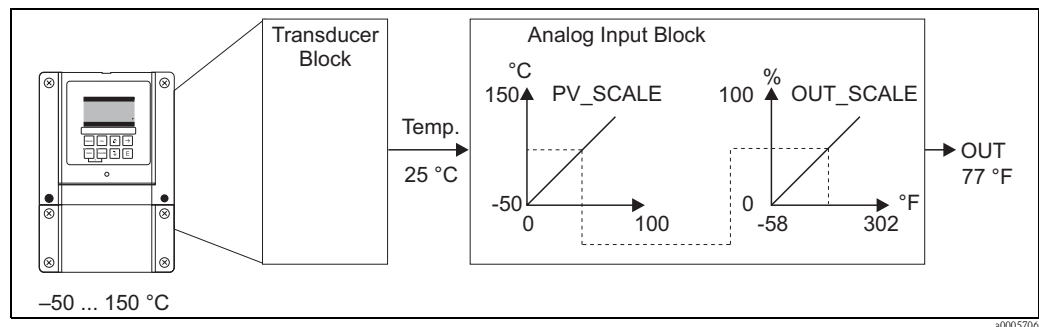 Transducer
Block
Analog Input Block
°C
150
PV_SCALE
-50
0
100
%
100
OUT_SCALE
0
-58
302
°F
Temp.
25 °C
OUT
77 °F
–50 ... 150 °C
a0005706